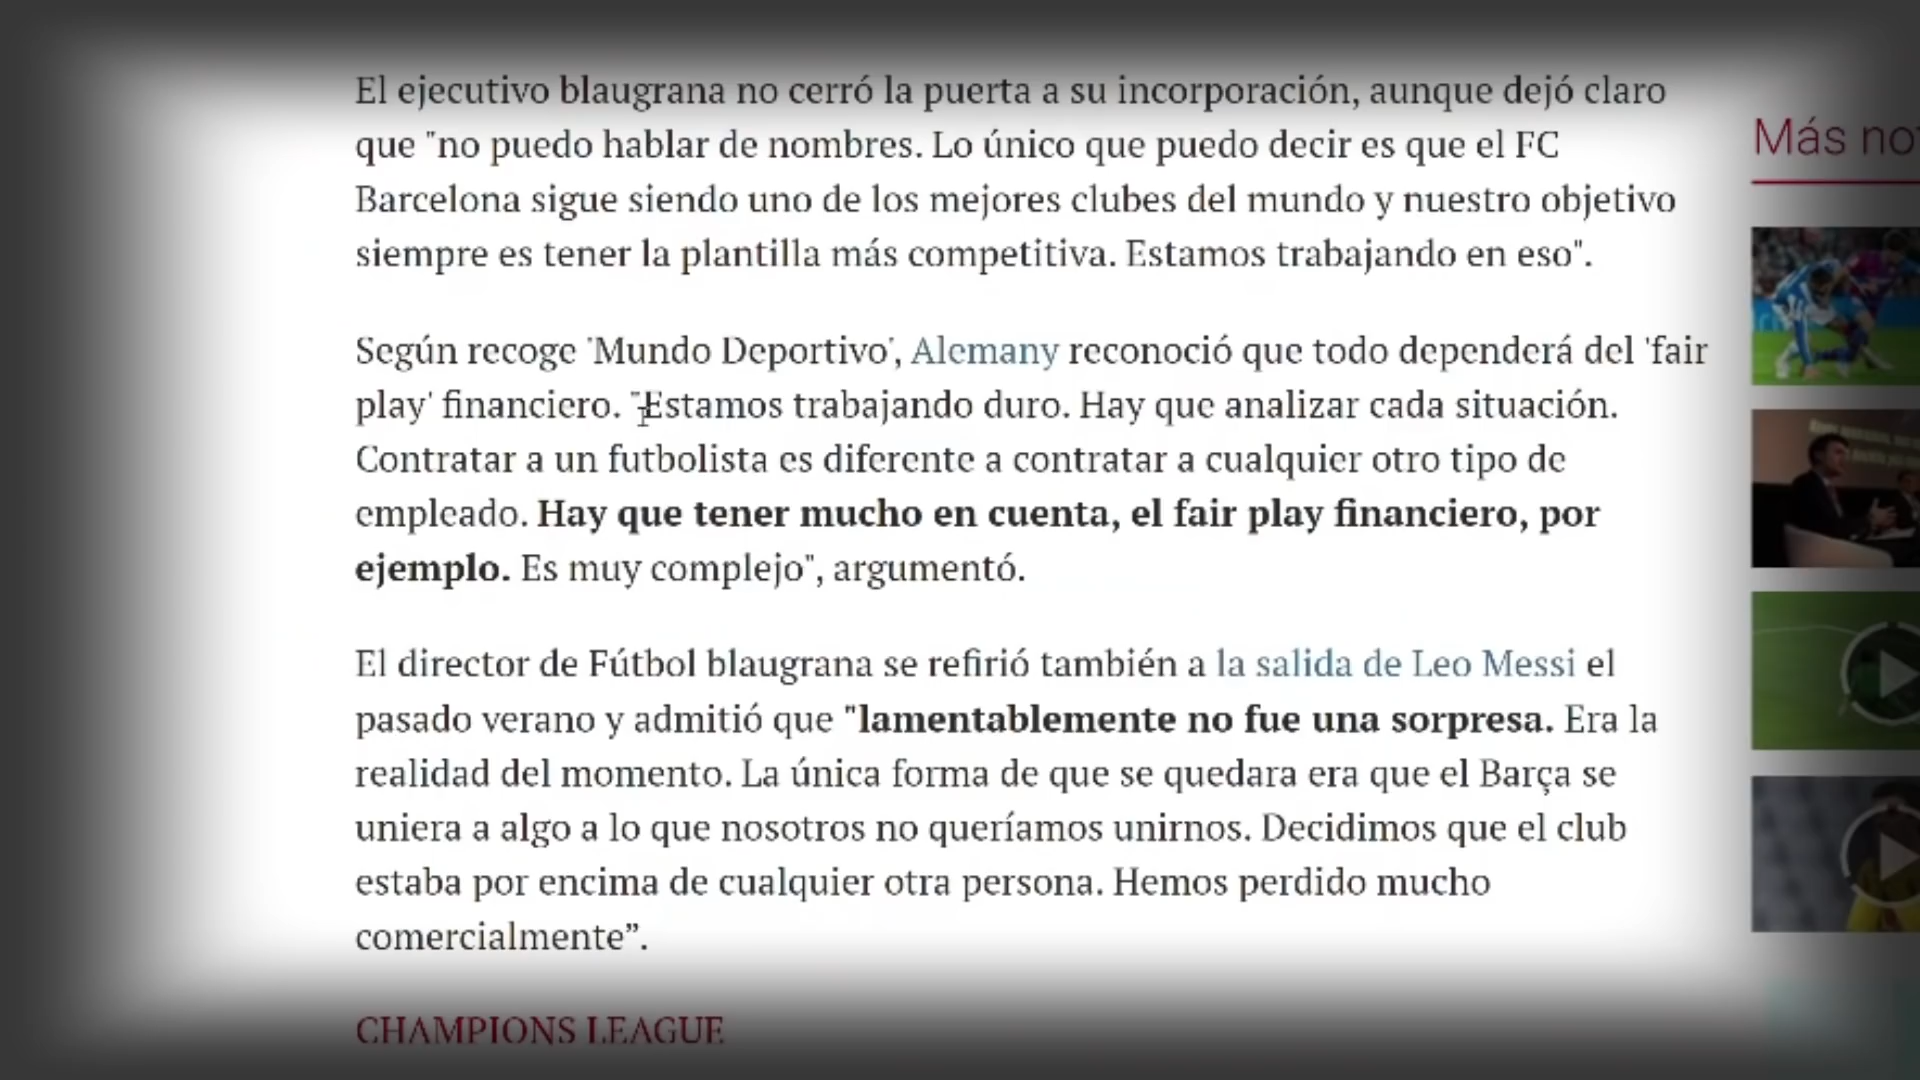 El ejecutivo blaugrana no cerró la puerta a su incorporación, aunque dejó claro
que "no puedo hablar de nombres. Lo único que puedo decir es que el FC
Barcelona sigue siendo uno de los mejores clubes del mundo y nuestro objetivo
siempre es tener la plantilla más competitiva. Estamos trabajando en eso".
Según recoge 'Mundo Deportivo', Alemany reconoció que todo dependerá del 'fair
play' financiero. "Estamos trabajando duro. Hay que analizar cada situación.
Contratar a un futbolista es diferente a contratar a cualquier otro tipo de
empleado. Hay que tener mucho en cuenta, el fair play financiero, por
ejemplo. Es muy complejo", argumentó.
El director de Fútbol blaugrana se refirió también a la salida de Leo Messi el
pasado verano y admitió que "lamentablemente no fue una sorpresa. Era la
realidad del momento. La única forma de que se quedara era que el Barça se
uniera a algo a lo que nosotros no queríamos unirnos. Decidimos que el club
estaba por encima de cualquier otra persona. Hemos perdido mucho
comercialmente”.
CHAMPIONS LEAGUE
Más no